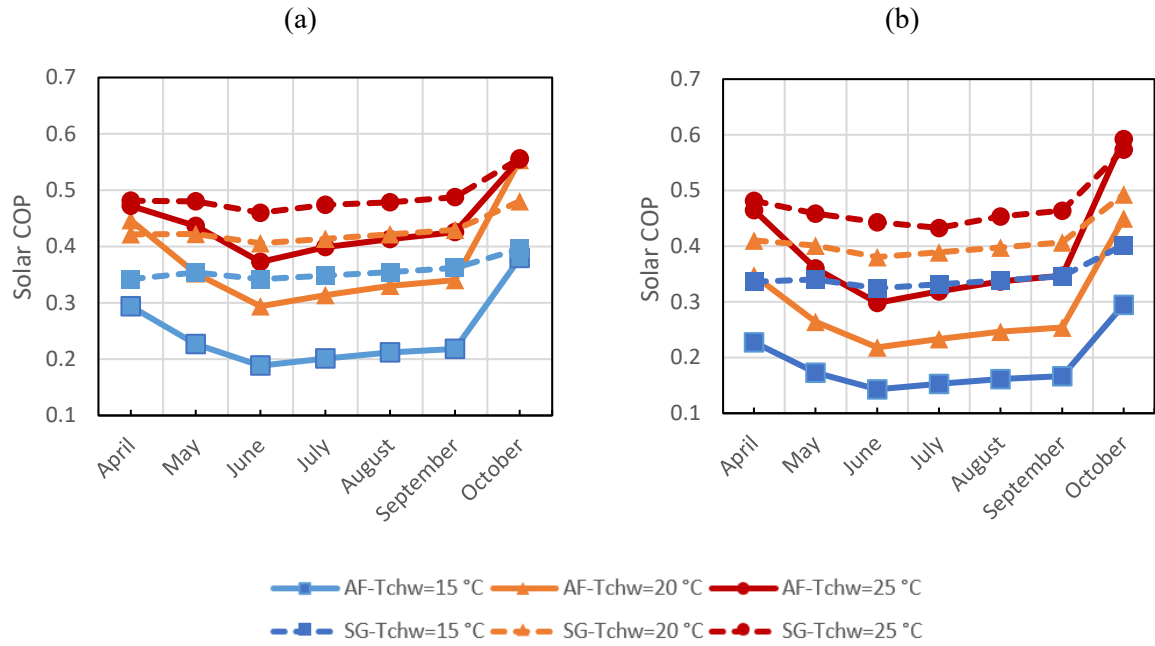 (a)
(b)
Solar COP
0.7
0.6
0.5
0.4
0.3
0.2
0.1
April
May
June
July
August
September
October
Solar COP
0.7
0.6
0.5
0.4
0.3
0.2
0.1
April
May
June
July
August
September
October
AF-Tchw=15 °C
AF-Tchw=20 °C
AF-Tchw=25 °C
SG-Tchw=15 °C
SG-Tchw=20 °C
SG-Tchw=25 °C